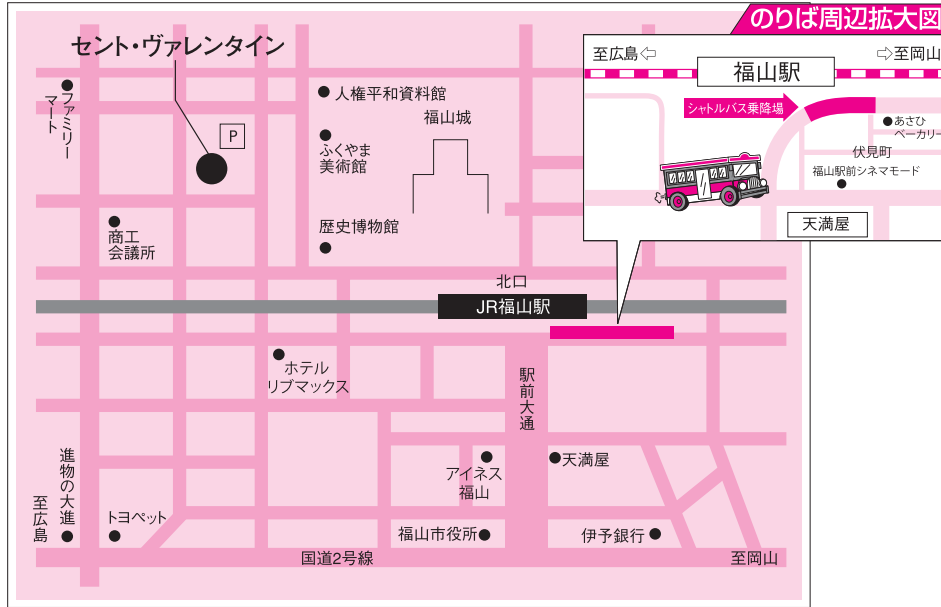 のりば周辺拡大図
セント・ヴァレンタイン
至広島⇦
⇨至岡山
福山駅
ファミリー
マート
人権平和資料館
シャトルバス乗降場
福山城
あさひ
ベーカリー
P
ふくやま
美術館
伏見町
福山駅前シネマモード
歴史博物館
天満屋
商工
会議所
北口
JR福山駅
ホテル
リブマックス
駅前大通
進物の大進
アイネス
福山
天満屋
至広島
トヨペット
福山市役所
伊予銀行
国道2号線
至岡山